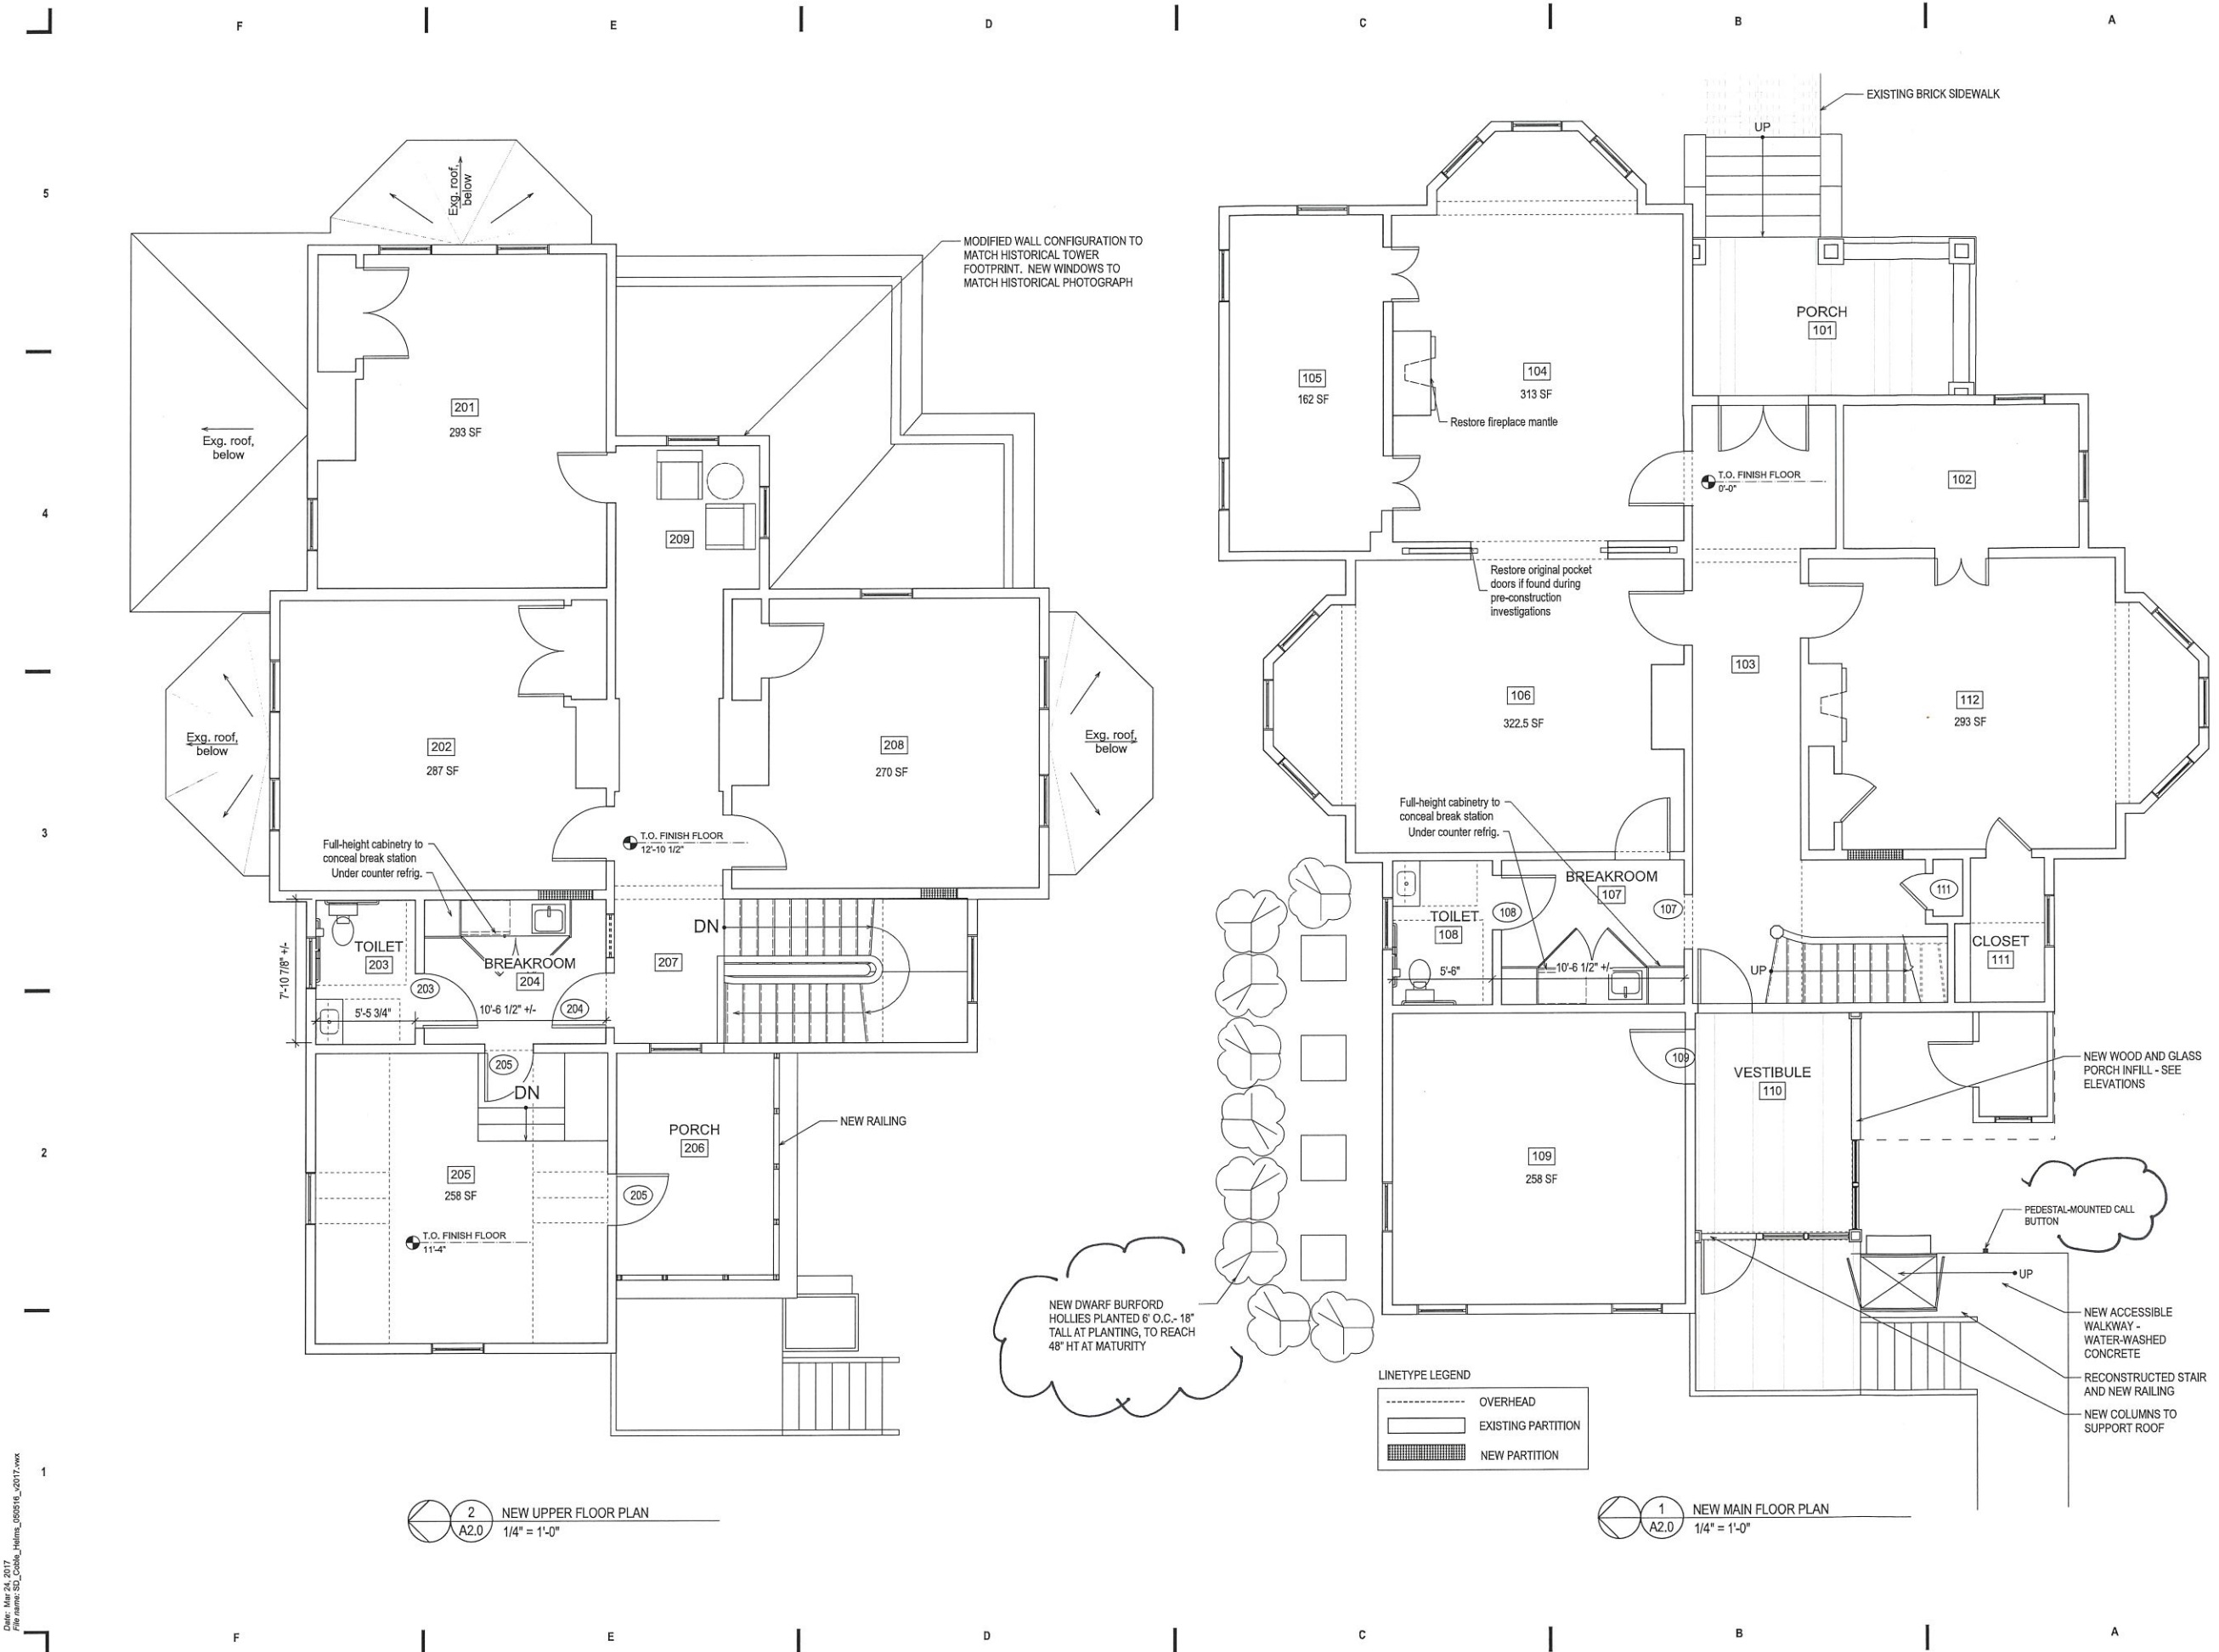 F
E
D
C
B
A
5
4
3
2
1
EXISTING BRICK SIDEWALK
UP
Exg. roof,
below
MODIFIED WALL CONFIGURATION TO
MATCH HISTORICAL TOWER
FOOTPRINT. NEW WINDOWS TO
MATCH HISTORICAL PHOTOGRAPH
201
293 SF
Exg. roof,
below
209
202
287 SF
Exg. roof,
below
208
270 SF
Exg. roof,
below
T.O. FINISH FLOOR
12'-10 1/2"
Full-height cabinetry to
conceal break station
Under counter refrig.
TOILET
203
BREAKROOM
204
203
204
5'-5 3/4"
10'-6 1/2" +/-
7'-10 7/8" +/-
207
DN
205
DN
PORCH
206
NEW RAILING
205
258 SF
205
T.O. FINISH FLOOR
11'-4"
2
A2.0
NEW UPPER FLOOR PLAN
1/4" = 1'-0"
PORCH
101
105
162 SF
104
313 SF
Restore fireplace mantle
T.O. FINISH FLOOR
0'-0"
102
Restore original pocket
doors if found during
pre-construction
investigations
103
106
322.5 SF
112
293 SF
Full-height cabinetry to
conceal break station
Under counter refrig.
BREAKROOM
107
107
TOILET
108
108
5'-6"
10'-6 1/2" +/-
111
CLOSET
111
UP
109
VESTIBULE
110
NEW WOOD AND GLASS
PORCH INFILL - SEE
ELEVATIONS
109
258 SF
PEDESTAL-MOUNTED CALL
BUTTON
UP
NEW DWARF BURFORD
HOLLIES PLANTED 6' O.C.- 18"
TALL AT PLANTING, TO REACH
48" HT AT MATURITY
NEW ACCESSIBLE
WALKWAY -
WATER-WASHED
CONCRETE
RECONSTRUCTED STAIR
AND NEW RAILING
NEW COLUMNS TO
SUPPORT ROOF
LINETYPE LEGEND
OVERHEAD
EXISTING PARTITION
NEW PARTITION
1
A2.0
NEW MAIN FLOOR PLAN
1/4" = 1'-0"
Date: Mar 24, 2017
File name: SD_Coble_Helms_050516_v2017.vwx
F
E
D
C
B
A